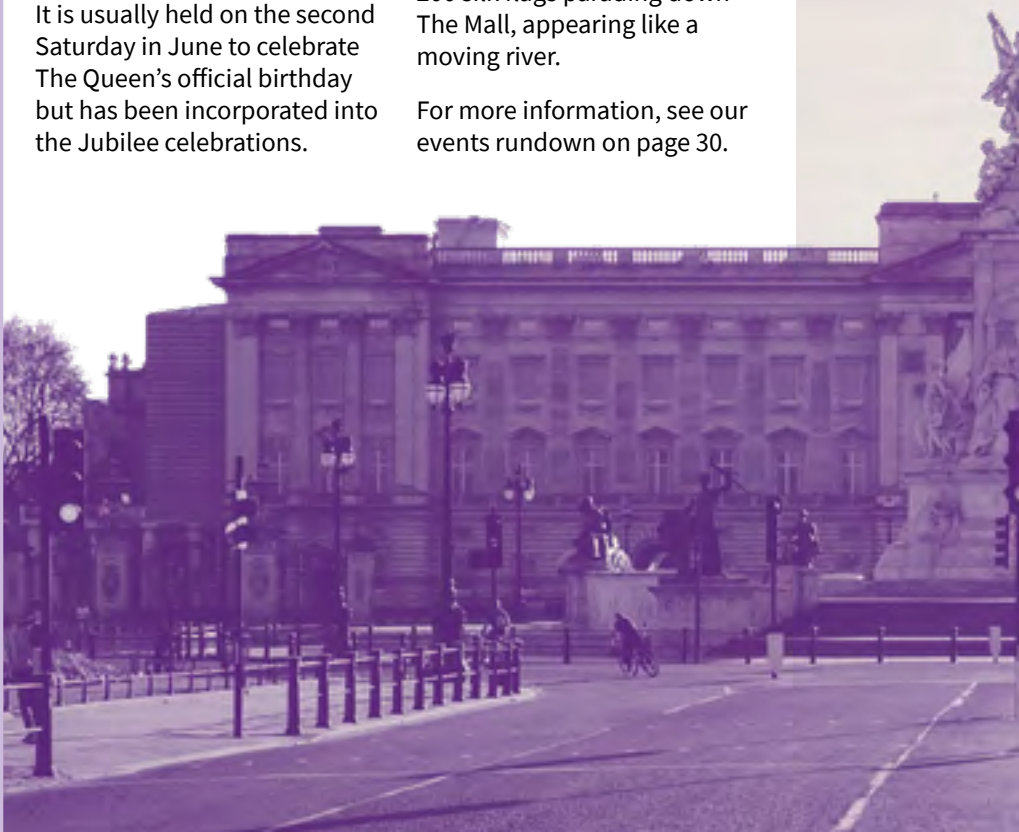 It is usually held on the second
Saturday in June to celebrate
The Queen’s official birthday
but has been incorporated into
the Jubilee celebrations.
The Mall, appearing like a
moving river.
For more information, see our
events rundown on page 30.